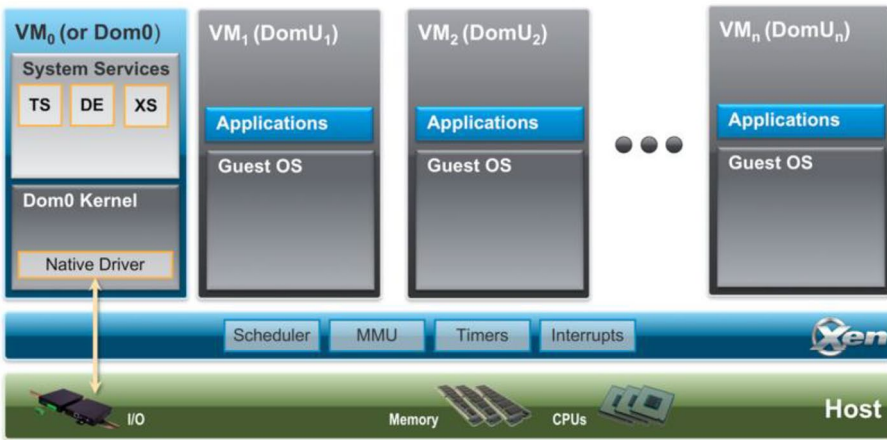 VM0 (or Dom0)
System Services
TS DE XS
Dom0 Kernel
Native Driver
VM1 (DomU1)
Applications
Guest OS
VM2 (DomU2)
Applications
Guest OS
VMn (DomUn)
Applications
Guest OS
Scheduler MMU Timers Interrupts
Xen
I/O Memory CPUs Host